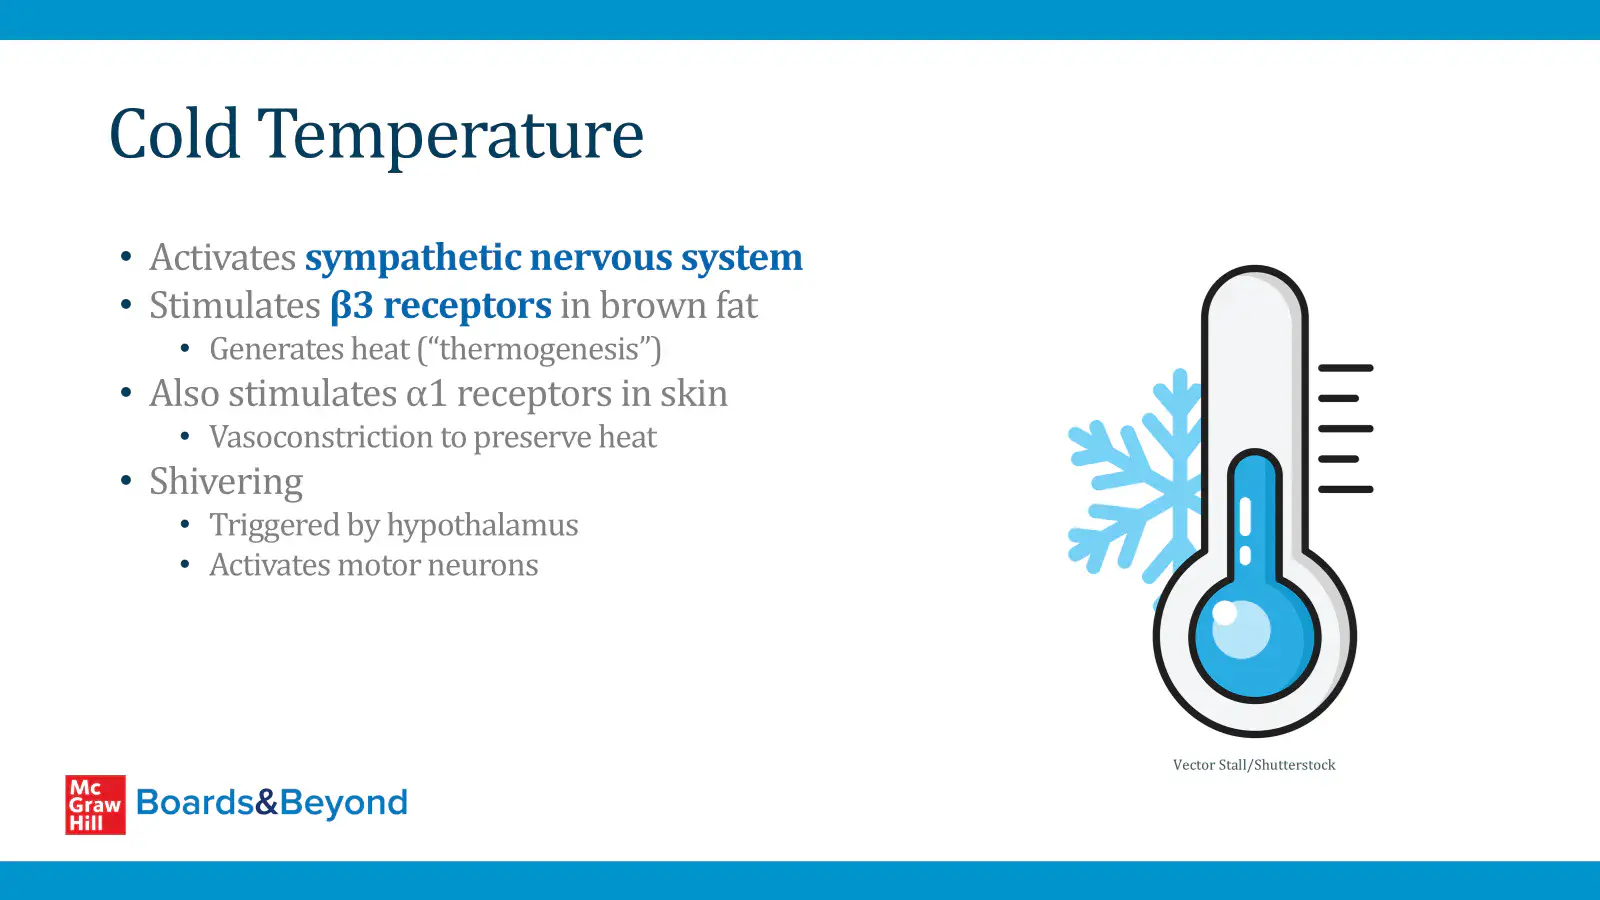 Cold Temperature
• Activates sympathetic nervous system
• Stimulates β3 receptors in brown fat
• Generates heat (“thermogenesis”)
• Also stimulates α1 receptors in skin
• Vasoconstriction to preserve heat
• Shivering
• Triggered by hypothalamus
• Activates motor neurons
Vector Stall/Shutterstock
Mc
Graw
Hill
Boards&Beyond